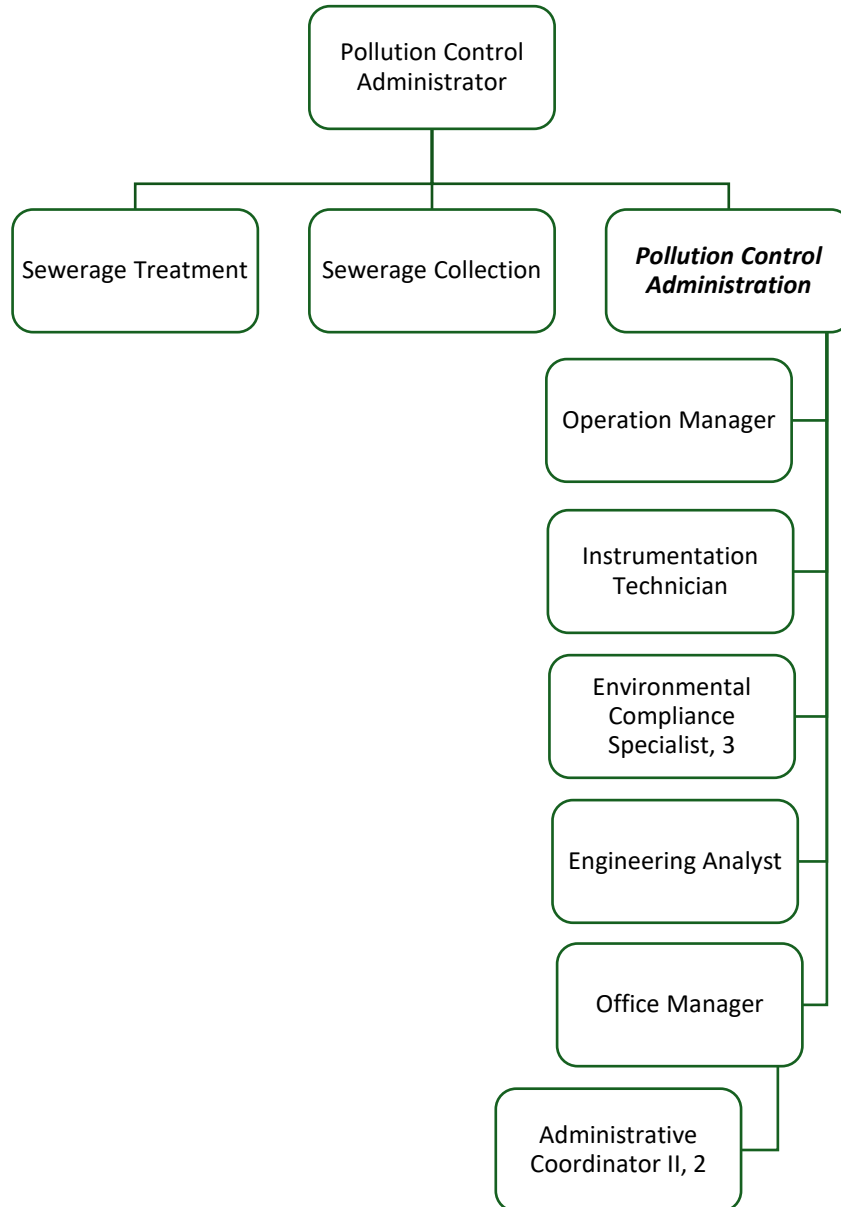 Pollution Control
Administrator
Sewerage Treatment
Sewerage Collection
Pollution Control
Administration
Operation Manager
Instrumentation
Technician
Environmental
Compliance
Specialist, 3
Engineering Analyst
Office Manager
Administrative
Coordinator II, 2